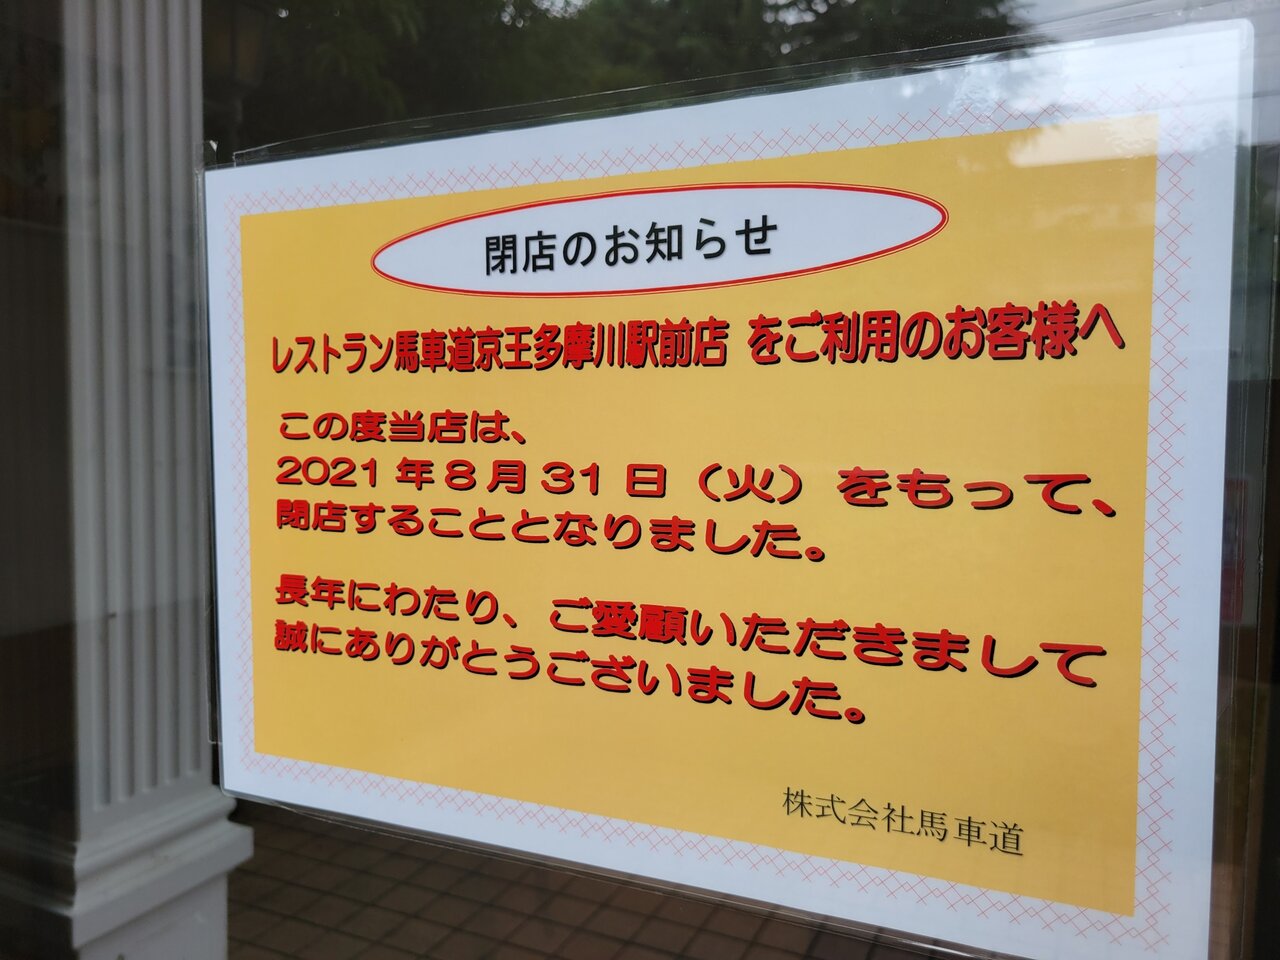 閉店のお知らせ
レストラン馬車道京王多摩川駅前店 をご利用のお客様へ
この度当店は、
2021年8月31日（火）をもって、
閉店することとなりました。
長年にわたり、ご愛顧いただきまして
誠にありがとうございました。
株式会社馬車道